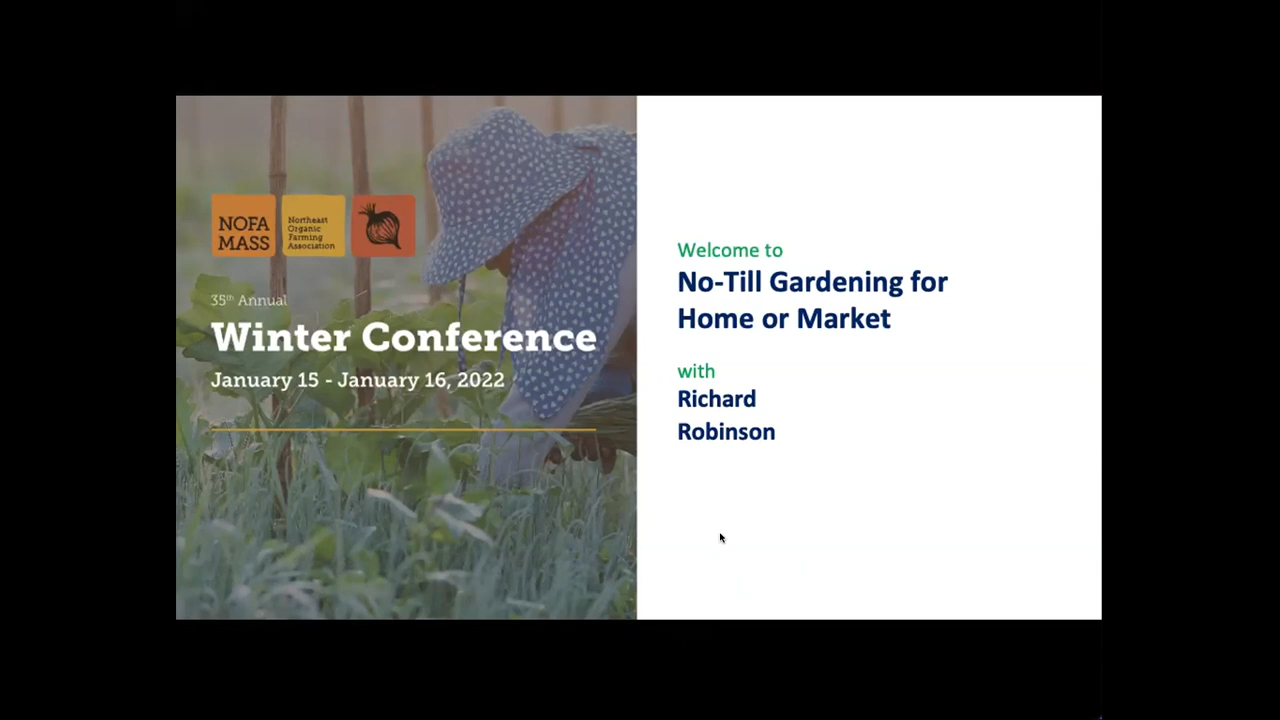 NOFA
MASS
Northeast
Organic
Farming
Association
35th Annual
Winter Conference
January 15 - January 16, 2022
Welcome to
No-Till Gardening for
Home or Market
with
Richard
Robinson